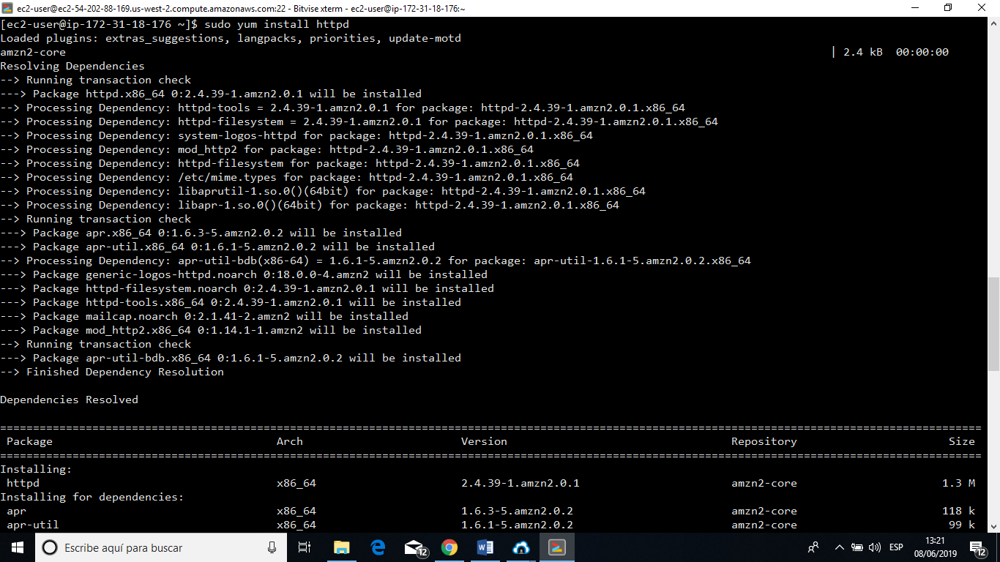 ec2-user@ec2-54-202-88-169.us-west-2.compute.amazonaws.com:22 - Bitvise xterm - ec2-user@ip-172-31-18-176:~
[ec2-user@ip-172-31-18-176 ~]$ sudo yum install httpd
Loaded plugins: extras_suggestions, langpacks, priorities, update-motd
amzn2-core | 2.4 kB 00:00:00
Resolving Dependencies
--> Running transaction check
---> Package httpd.x86_64 0:2.4.39-1.amzn2.0.1 will be installed
--> Processing Dependency: httpd-tools = 2.4.39-1.amzn2.0.1 for package: httpd-2.4.39-1.amzn2.0.1.x86_64
--> Processing Dependency: httpd-filesystem = 2.4.39-1.amzn2.0.1 for package: httpd-2.4.39-1.amzn2.0.1.x86_64
--> Processing Dependency: system-logos-httpd for package: httpd-2.4.39-1.amzn2.0.1.x86_64
--> Processing Dependency: mod_http2 for package: httpd-2.4.39-1.amzn2.0.1.x86_64
--> Processing Dependency: httpd-filesystem for package: httpd-2.4.39-1.amzn2.0.1.x86_64
--> Processing Dependency: /etc/mime.types for package: httpd-2.4.39-1.amzn2.0.1.x86_64
--> Processing Dependency: libaprutil-1.so.0()(64bit) for package: httpd-2.4.39-1.amzn2.0.1.x86_64
--> Processing Dependency: libapr-1.so.0()(64bit) for package: httpd-2.4.39-1.amzn2.0.1.x86_64
--> Running transaction check
---> Package apr.x86_64 0:1.6.3-5.amzn2.0.2 will be installed
---> Package apr-util.x86_64 0:1.6.1-5.amzn2.0.2 will be installed
--> Processing Dependency: apr-util-bdb(x86-64) = 1.6.1-5.amzn2.0.2 for package: apr-util-1.6.1-5.amzn2.0.2.x86_64
---> Package generic-logos-httpd.noarch 0:18.0.0-4.amzn2 will be installed
---> Package httpd-filesystem.noarch 0:2.4.39-1.amzn2.0.1 will be installed
---> Package httpd-tools.x86_64 0:2.4.39-1.amzn2.0.1 will be installed
---> Package mailcap.noarch 0:2.1.41-2.amzn2 will be installed
---> Package mod_http2.x86_64 0:1.14.1-1.amzn2 will be installed
--> Running transaction check
---> Package apr-util-bdb.x86_64 0:1.6.1-5.amzn2.0.2 will be installed
--> Finished Dependency Resolution
Dependencies Resolved
================================================================================
Package Arch Version Repository Size
================================================================================
Installing:
httpd x86_64 2.4.39-1.amzn2.0.1 amzn2-core 1.3 M
Installing for dependencies:
apr x86_64 1.6.3-5.amzn2.0.2 amzn2-core 118 k
apr-util x86_64 1.6.1-5.amzn2.0.2 amzn2-core 99 k
Escribe aquí para buscar 12 ESP 13:21 12
08/06/2019